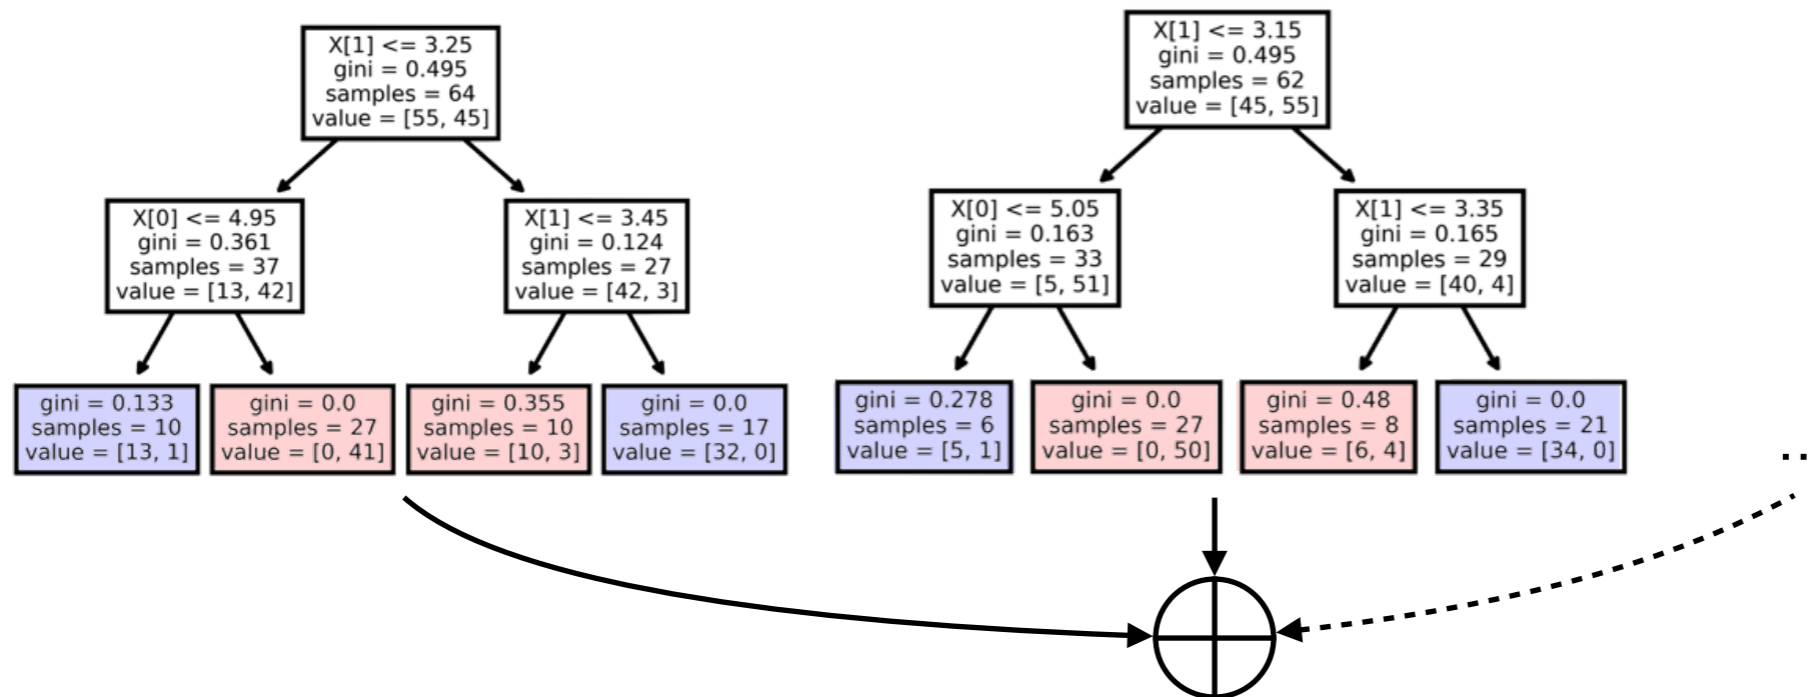 X[1] <= 3.25
gini = 0.495
samples = 64
value = [55, 45]
X[1] <= 3.15
gini = 0.495
samples = 62
value = [45, 55]
X[0] <= 4.95
gini = 0.361
samples = 37
value = [13, 42]
X[1] <= 3.45
gini = 0.124
samples = 27
value = [42, 3]
X[0] <= 5.05
gini = 0.163
samples = 33
value = [5, 51]
X[1] <= 3.35
gini = 0.165
samples = 29
value = [40, 4]
gini = 0.133
samples = 10
value = [13, 1]
gini = 0.0
samples = 27
value = [0, 41]
gini = 0.355
samples = 10
value = [10, 3]
gini = 0.0
samples = 17
value = [32, 0]
gini = 0.278
samples = 6
value = [5, 1]
gini = 0.0
samples = 27
value = [0, 50]
gini = 0.48
samples = 8
value = [6, 4]
gini = 0.0
samples = 21
value = [34, 0]
..